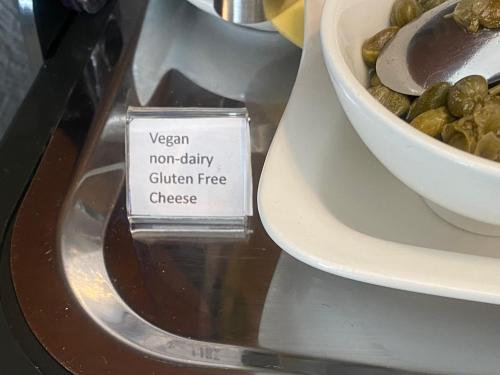 Vegan
non-dairy
Gluten Free
Cheese